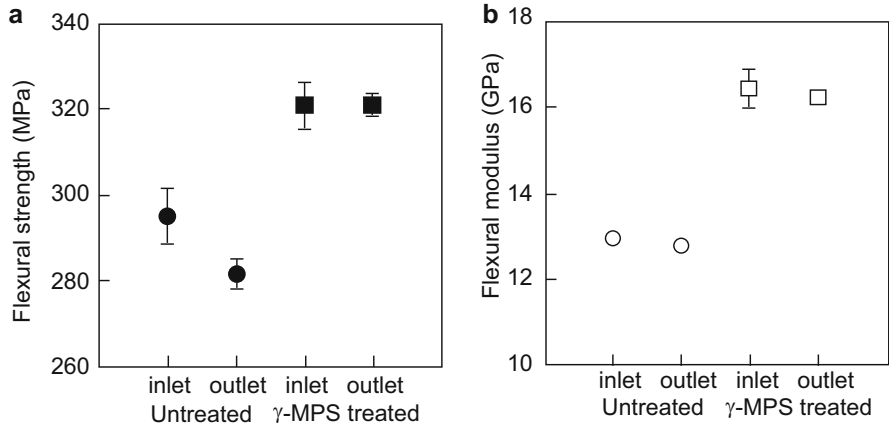 a
Flexural strength (MPa)
340
320
300
280
260
inlet outlet inlet outlet
Untreated γ-MPS treated
b
Flexural modulus (GPa)
18
16
14
12
10
inlet outlet inlet outlet
Untreated γ-MPS treated